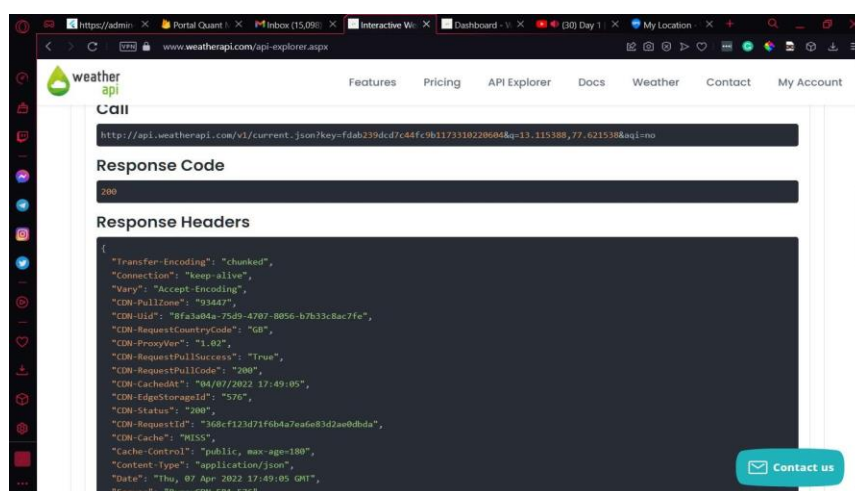 https://admin-
Portal Quant
Inbox (15,098)
Interactive We
Dashboard -
(30) Day 1
My Location -
VPN
www.weatherapi.com/api-explorer.aspx
weather
api
Features Pricing API Explorer Docs Weather Contact My Account
Call
http://api.weatherapi.com/v1/current.json?key=fdab239dcd7c44fc9b1173310220604&q=13.115388,77.621538&aqi=no
Response Code
200
Response Headers
{
"Transfer-Encoding": "chunked",
"Connection": "keep-alive",
"Vary": "Accept-Encoding",
"CDN-PullZone": "93447",
"CDN-Uid": "8fa3a04a-75d9-4707-8056-b7b33c8ac7fe",
"CDN-RequestCountryCode": "GB",
"CDN-ProxyVer": "1.02",
"CDN-RequestPullSuccess": "True",
"CDN-RequestPullCode": "200",
"CDN-CachedAt": "04/07/2022 17:49:05",
"CDN-EdgeStorageId": "576",
"CDN-Status": "200",
"CDN-RequestId": "368cf123d71f6b4a7ea6e83d2ae0dbda",
"CDN-Cache": "MISS",
"Cache-Control": "public, max-age=180",
"Content-Type": "application/json",
"Date": "Thu, 07 Apr 2022 17:49:05 GMT",
Contact us